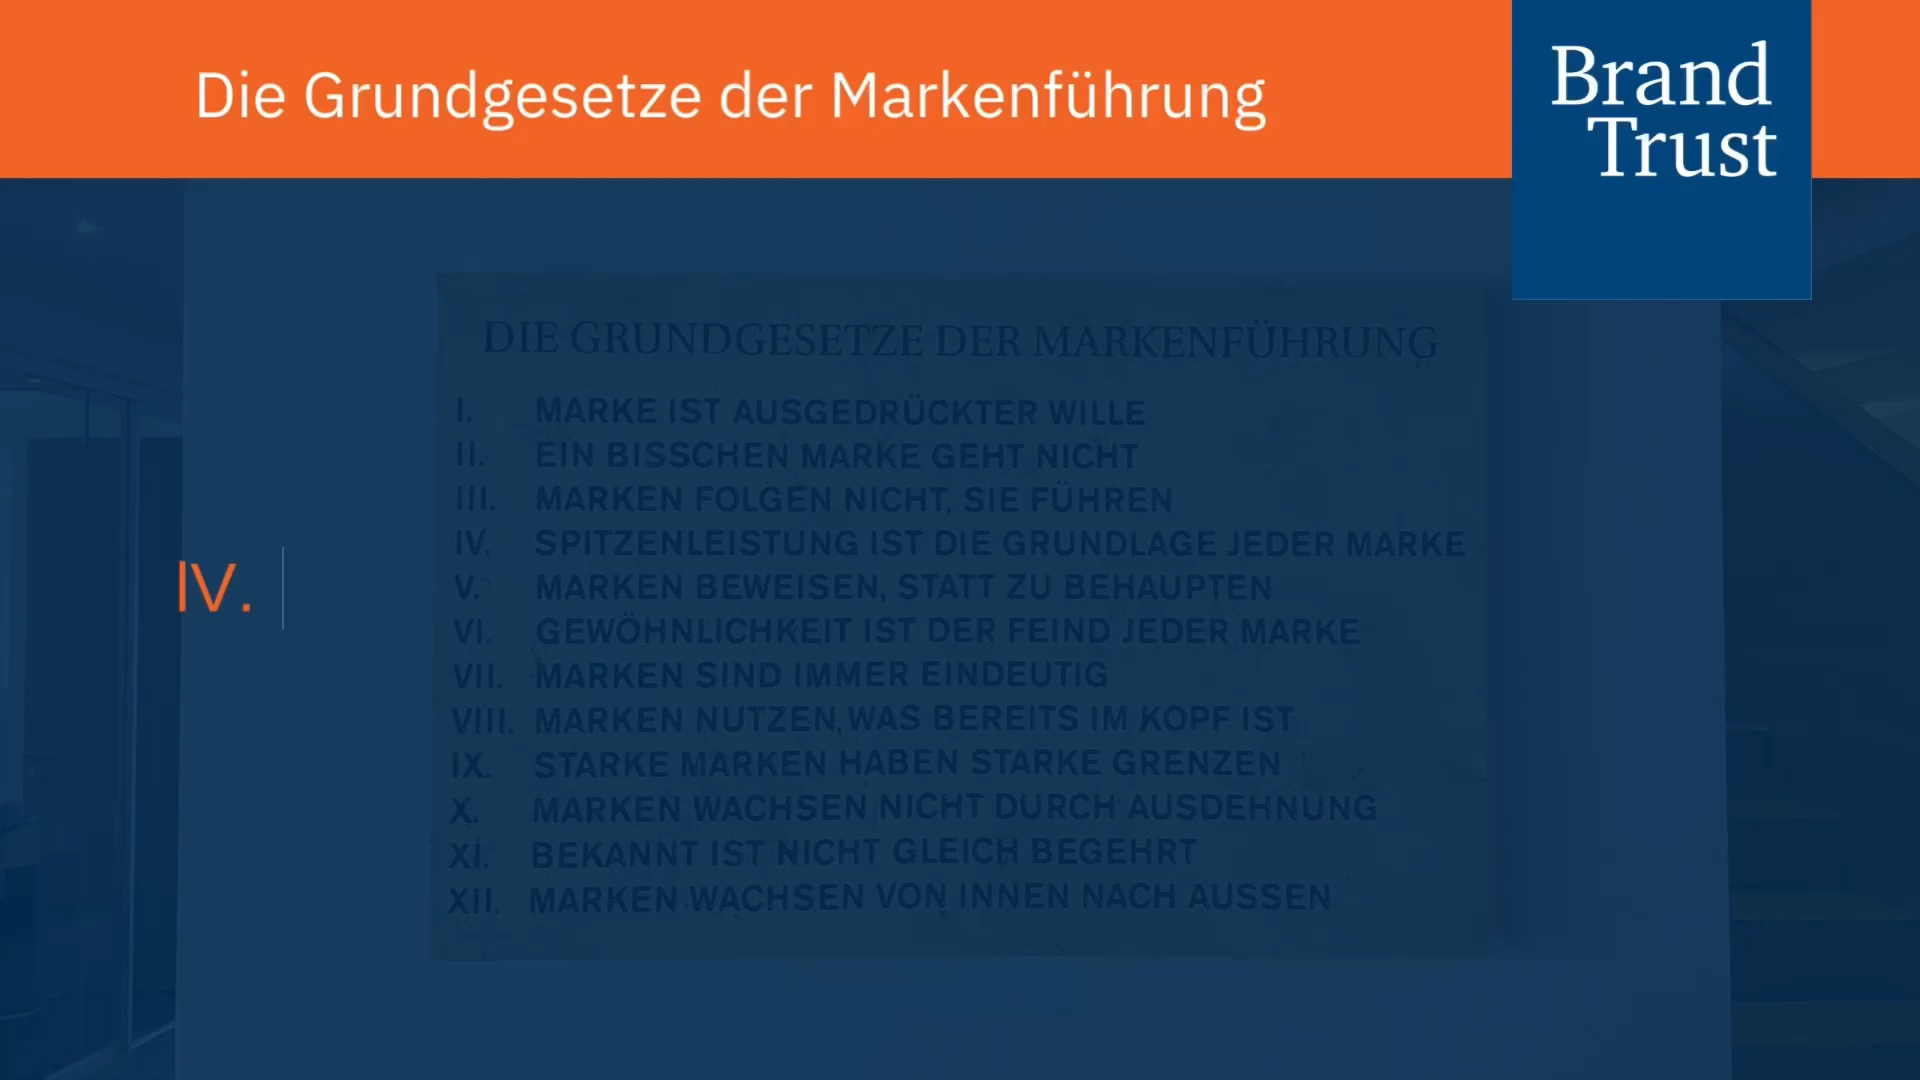 Die Grundgesetze der Markenführung
Brand
Trust
DIE GRUNDGESETZE DER MARKENFÜHRUNG
I. MARKE IST AUSGEDRÜCKTER WILLE
II. EIN BISSCHEN MARKE GEHT NICHT
III. MARKEN FOLGEN NICHT, SIE FÜHREN
IV. SPITZENLEISTUNG IST DIE GRUNDLAGE JEDER MARKE
V. MARKEN BEWEISEN, STATT ZU BEHAUPTEN
IV.
VI. GEWÖHNLICHKEIT IST DER FEIND JEDER MARKE
VII. MARKEN SIND IMMER EINDEUTIG
VIII. MARKEN NUTZEN, WAS BEREITS IM KOPF IST
IX. STARKE MARKEN HABEN STARKE GRENZEN
X. MARKEN WACHSEN NICHT DURCH AUSDEHNUNG
XI. BEKANNT IST NICHT GLEICH BEGEHRT
XII. MARKEN WACHSEN VON INNEN NACH AUSSEN